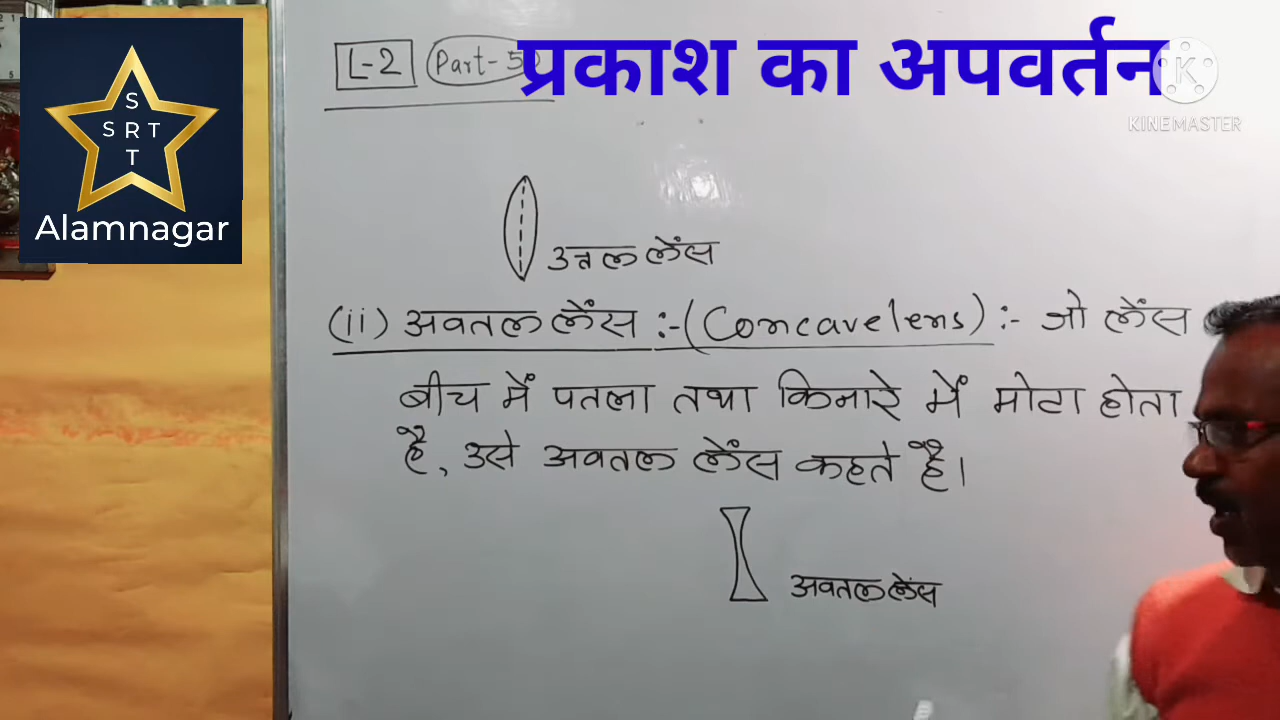 L-2 Part-5
प्रकाश का अपवर्तन
K
KINEMASTER
S
S R T
T
Alamnagar
उत्तल लेंस
(ii) अवतल लेंस :- (Concave lens) :- जो लेंस
बीच में पतला तथा किनारे में मोटा होता
है, उसे अवतल लेंस कहते है।
अवतल लेंस